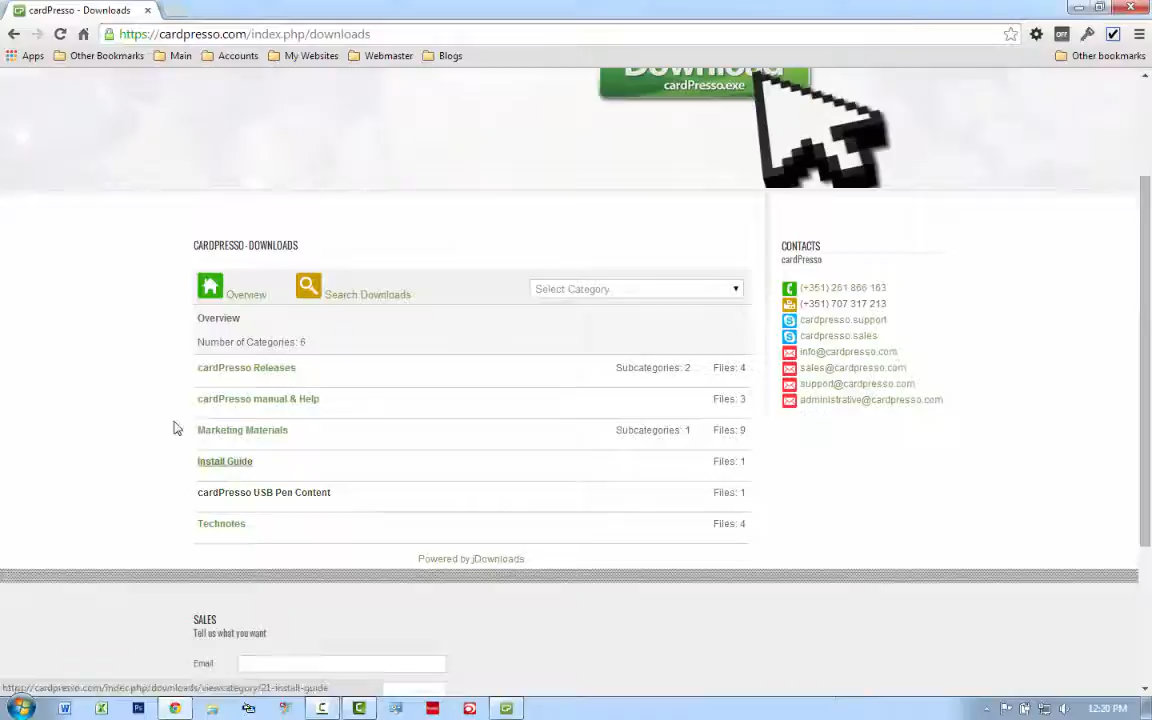 cardPresso - Downloads
https://cardpresso.com/index.php/downloads
Apps Other Bookmarks Main Accounts My Websites Webmaster Blogs Other bookmarks
Download
cardPresso.exe
CARDPRESSO - DOWNLOADS
Overview Search Downloads Select Category
Overview
Number of Categories: 6
cardPresso Releases Subcategories: 2 Files: 4
cardPresso manual & Help Files: 3
Marketing Materials Subcategories: 1 Files: 9
Install Guide Files: 1
cardPresso USB Pen Content Files: 1
Technotes Files: 4
Powered by jDownloads
CONTACTS
cardPresso
(+351) 261 866 163
(+351) 707 317 213
cardpresso.support
cardpresso.sales
info@cardpresso.com
sales@cardpresso.com
support@cardpresso.com
administrative@cardpresso.com
SALES
Tell us what you want
Email
https://cardpresso.com/index.php/downloads/viewcategory/21-install-guide
12:20 PM